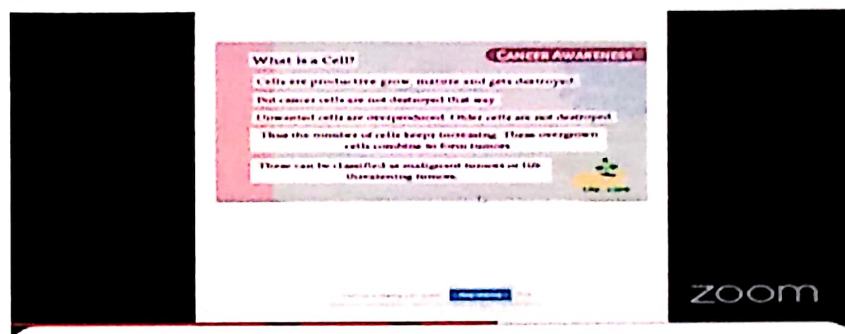 CANCER AWARENESS
What is a Cell?
Cells are productive grow, mature and gets destroyed.
But cancer cells are not destroyed that way.
Unwanted cells are overproduced. Older cells are not destroyed.
Thus the number of cells keeps increasing. These overgrown
cells combine to form tumors.
These can be classified as malignant tumors or life
threatening tumors.
zoom